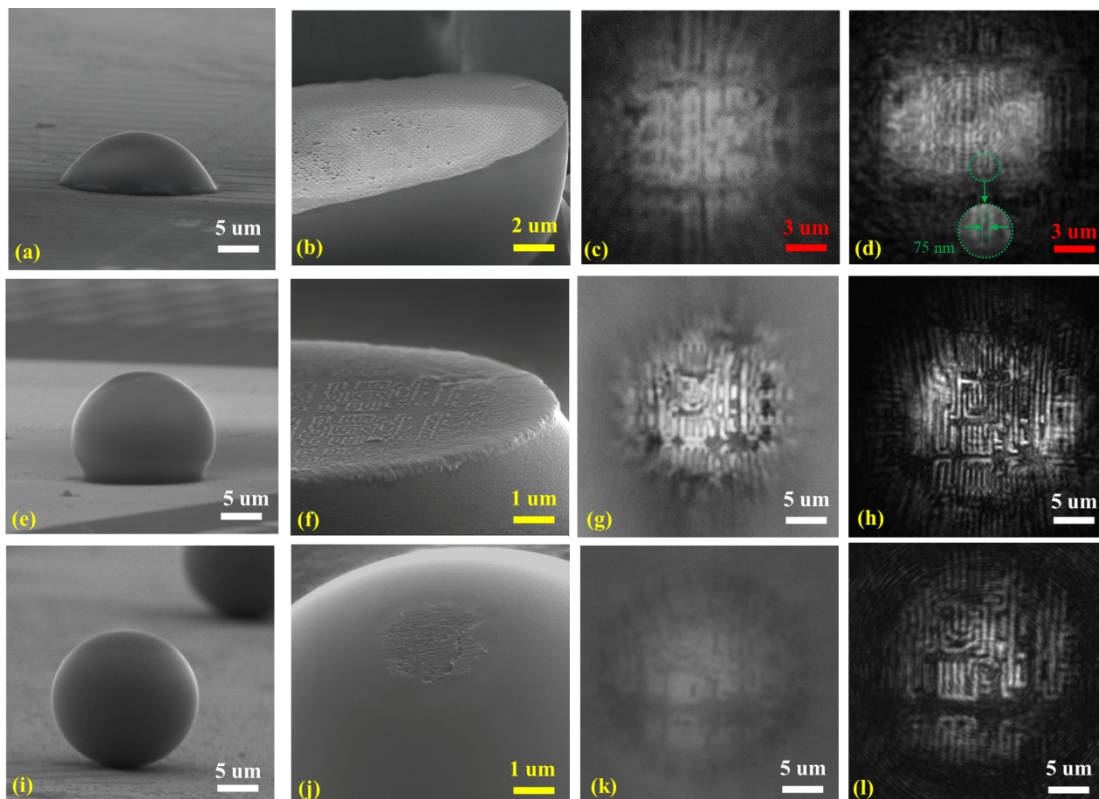 5 um
(a)
2 um
(b)
3 um
(c)
75 nm
3 um
(d)
5 um
(e)
1 um
(f)
5 um
(g)
5 um
(h)
5 um
(i)
1 um
(j)
5 um
(k)
5 um
(l)